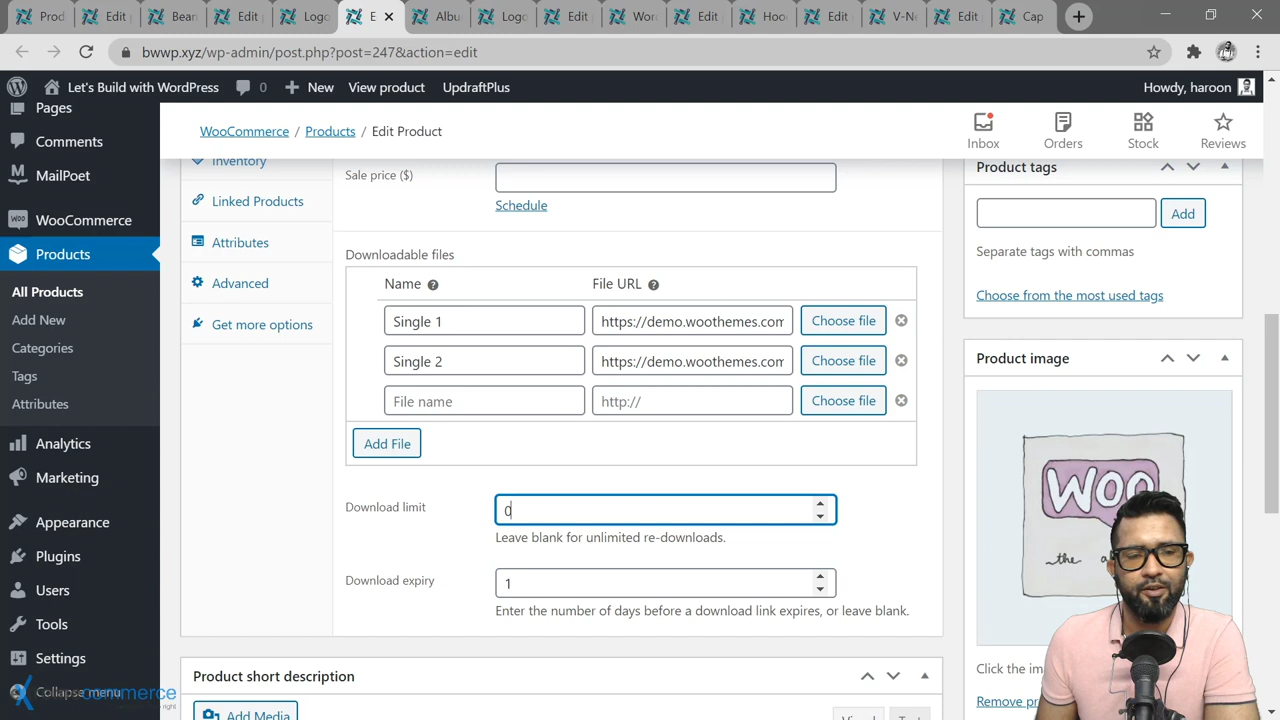 Prod
Edit p
Bean
Edit
Logo
E
Albu
Logo
Edit
Wor
Edit
Hoo
Edit
V-Ne
Edit
Cap
bwwp.xyz/wp-admin/post.php?post=247&action=edit
Let's Build with WordPress
0
New
View product
UpdraftPlus
Howdy, haroon
Pages
Comments
MailPoet
WooCommerce
Products
All Products
Add New
Categories
Tags
Attributes
Analytics
Marketing
Appearance
Plugins
Users
Tools
Settings
Collapse menu
commerce
WooCommerce / Products / Edit Product
Inbox
Orders
Stock
Reviews
Inventory
Linked Products
Attributes
Advanced
Get more options
Sale price ($)
Schedule
Downloadable files
Name
File URL
Single 1
https://demo.woothemes.com
Choose file
Single 2
https://demo.woothemes.com
Choose file
File name
http://
Choose file
Add File
Download limit
0
Leave blank for unlimited re-downloads.
Download expiry
1
Enter the number of days before a download link expires, or leave blank.
Product short description
Add Media
Product tags
Add
Separate tags with commas
Choose from the most used tags
Product image
WOO
the a
Click the im
Remove pr